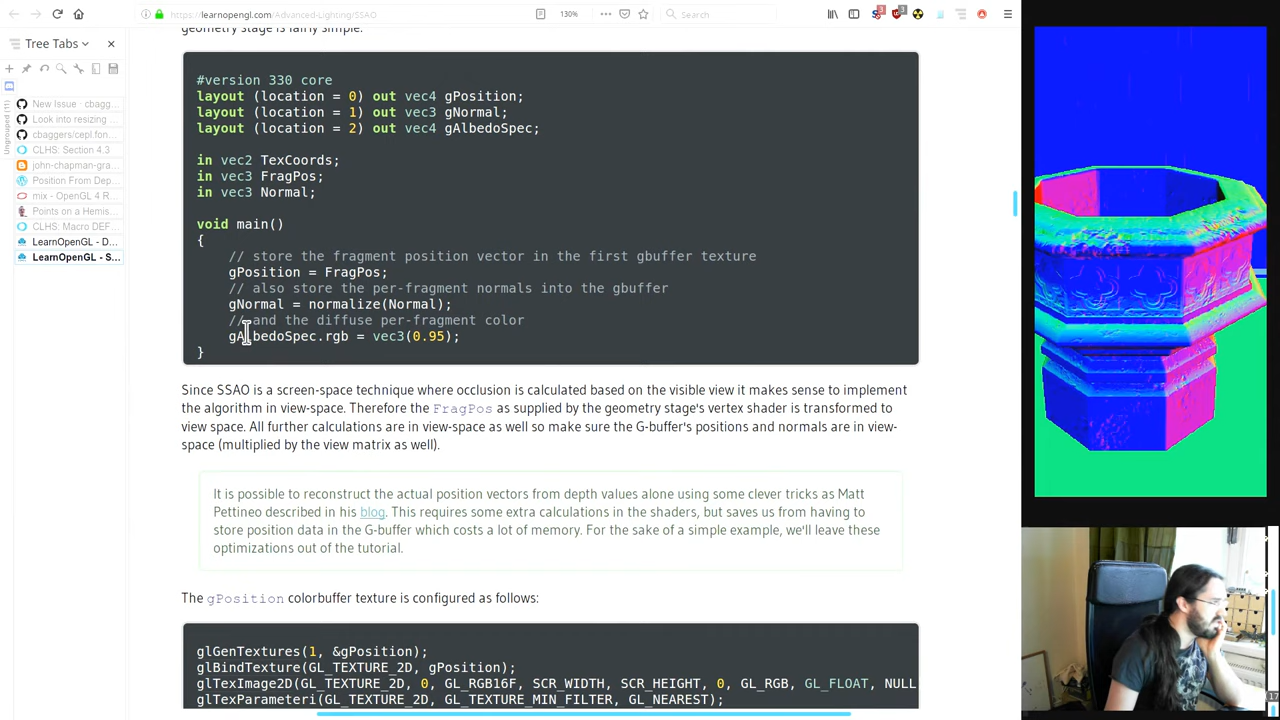 https://learnopengl.com/Advanced-Lighting/SSAO
130%
Search
3
3
Tree Tabs
Ungrouped (11)
New Issue · cbagg…
Look into resizing …
cbaggers/cepl.fon…
CLHS: Section 4.3
john-chapman-gra…
Position From Dep…
mix - OpenGL 4 R…
Points on a Hemis…
CLHS: Macro DEF…
LearnOpenGL - D…
LearnOpenGL - S…
geometry stage is fairly simple:
#version 330 core
layout (location = 0) out vec4 gPosition;
layout (location = 1) out vec3 gNormal;
layout (location = 2) out vec4 gAlbedoSpec;
in vec2 TexCoords;
in vec3 FragPos;
in vec3 Normal;
void main()
{
// store the fragment position vector in the first gbuffer texture
gPosition = FragPos;
// also store the per-fragment normals into the gbuffer
gNormal = normalize(Normal);
// and the diffuse per-fragment color
gAlbedoSpec.rgb = vec3(0.95);
}
Since SSAO is a screen-space technique where occlusion is calculated based on the visible view it makes sense to implement
the algorithm in view-space. Therefore the FragPos as supplied by the geometry stage's vertex shader is transformed to
view space. All further calculations are in view-space as well so make sure the G-buffer's positions and normals are in view-
space (multiplied by the view matrix as well).
It is possible to reconstruct the actual position vectors from depth values alone using some clever tricks as Matt
Pettineo described in his blog. This requires some extra calculations in the shaders, but saves us from having to
store position data in the G-buffer which costs a lot of memory. For the sake of a simple example, we'll leave these
optimizations out of the tutorial.
The gPosition colorbuffer texture is configured as follows:
glGenTextures(1, &gPosition);
glBindTexture(GL_TEXTURE_2D, gPosition);
glTexImage2D(GL_TEXTURE_2D, 0, GL_RGB16F, SCR_WIDTH, SCR_HEIGHT, 0, GL_RGB, GL_FLOAT, NULL
glTexParameteri(GL_TEXTURE_2D, GL_TEXTURE_MIN_FILTER, GL_NEAREST);
17